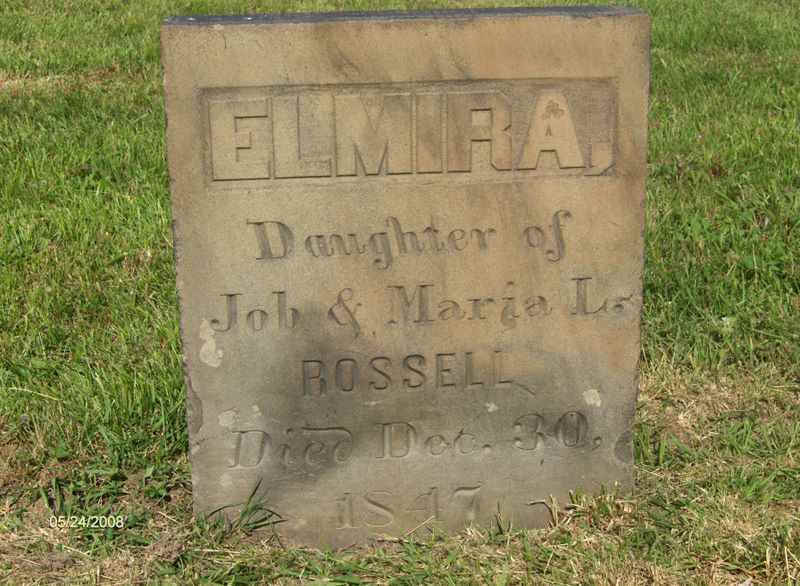 ELMIRA,
Daughter of
Job & Maria L.
ROSSELL
Died Dec. 30,
1847
05/24/2008